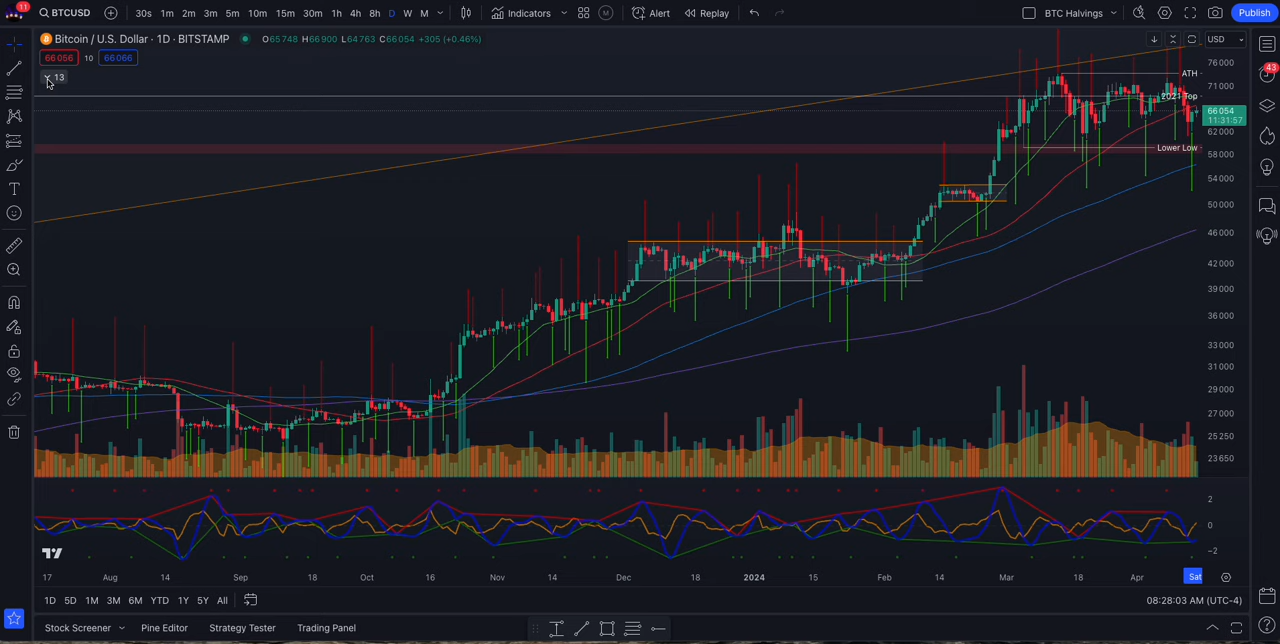 11
BTCUSD
30s 1m 2m 3m 5m 10m 15m 30m 1h 4h 8h D W M
Indicators
M
Alert
Replay
BTC Halvings
Publish
Bitcoin / U.S. Dollar · 1D · BITSTAMP
O65748 H66900 L64763 C66054 +305 (+0.46%)
USD
66056 10 66066
13
43
ATH
2021 Top
Lower Low
76000
71000
66054
11:31:57
62000
58000
54000
50000
46000
42000
39000
36000
33000
31000
29000
27000
25250
23650
2
0
−2
17 Aug 14 Sep 18 Oct 16 Nov 14 Dec 18 2024 15 Feb 14 Mar 18 Apr Sat
1D 5D 1M 3M 6M YTD 1Y 5Y All
08:28:03 AM (UTC-4)
Stock Screener Pine Editor Strategy Tester Trading Panel